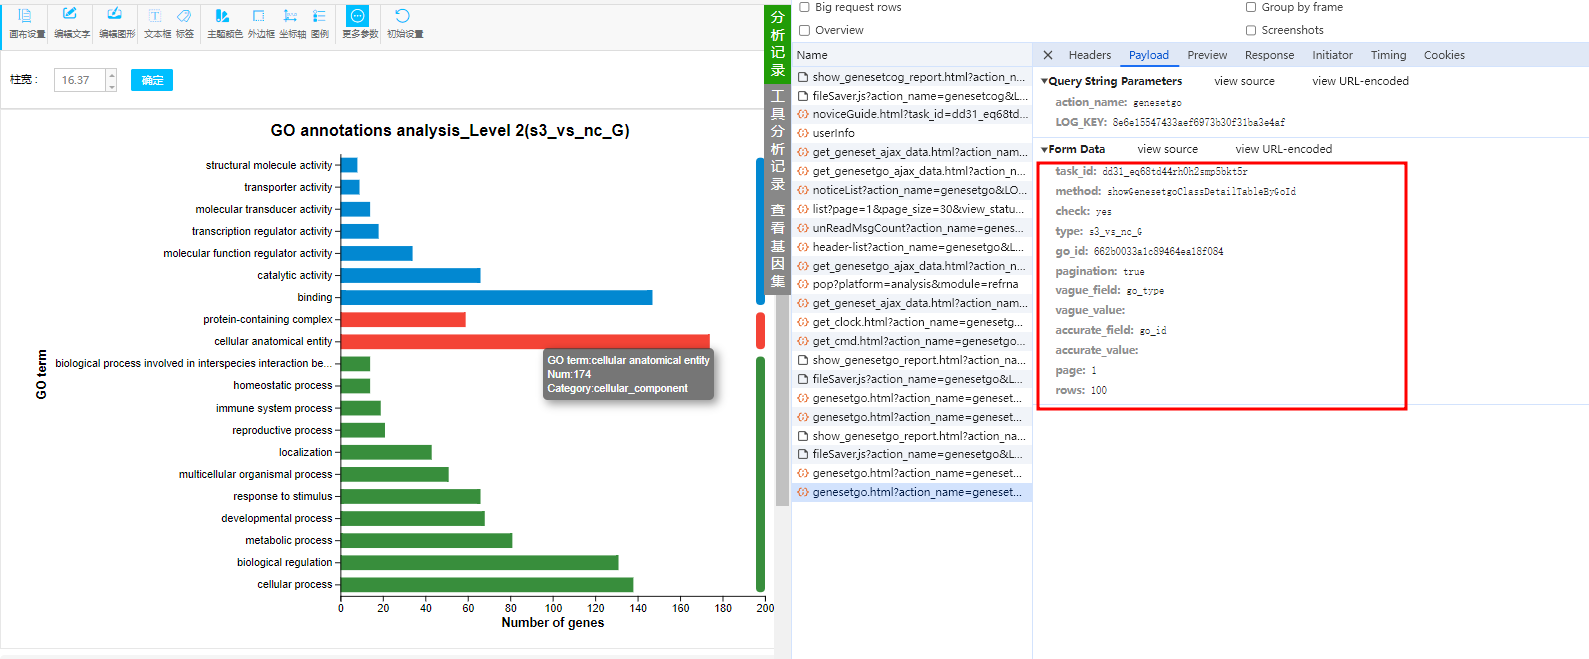 画布设置
编辑文字
编辑图形
文本框
标签
主题颜色
外边框
坐标轴
图例
更多参数
初始设置
柱宽：
16.37
确定
GO annotations analysis_Level 2(s3_vs_nc_G)
structural molecule activity
transporter activity
molecular transducer activity
transcription regulator activity
molecular function regulator activity
catalytic activity
binding
protein-containing complex
cellular anatomical entity
biological process involved in interspecies interaction be...
homeostatic process
immune system process
reproductive process
localization
multicellular organismal process
response to stimulus
developmental process
metabolic process
biological regulation
cellular process
GO term
GO term:cellular anatomical entity
Num:174
Category:cellular_component
0 20 40 60 80 100 120 140 160 180 200
Number of genes
分析记录
工具分析记录
查看基因集
Big request rows
Group by frame
Overview
Screenshots
Name
show_genesetcog_report.html?action_n...
fileSaver.js?action_name=genesetcog&L...
noviceGuide.html?task_id=dd31_eq68td...
userInfo
get_geneset_ajax_data.html?action_nam...
get_genesetgo_ajax_data.html?action_n...
noticeList?action_name=genesetgo&LO...
list?page=1&page_size=30&view_statu...
unReadMsgCount?action_name=genes...
header-list?action_name=genesetgo&L...
get_genesetgo_ajax_data.html?action_n...
pop?platform=analysis&module=refrna
get_geneset_ajax_data.html?action_nam...
get_clock.html?action_name=genesetg...
get_cmd.html?action_name=genesetgo...
show_genesetgo_report.html?action_na...
fileSaver.js?action_name=genesetgo&L...
genesetgo.html?action_name=geneset...
genesetgo.html?action_name=geneset...
show_genesetgo_report.html?action_na...
fileSaver.js?action_name=genesetgo&L...
genesetgo.html?action_name=geneset...
genesetgo.html?action_name=geneset...
Headers Payload Preview Response Initiator Timing Cookies
Query String Parameters view source view URL-encoded
action_name: genesetgo
LOG_KEY: 8e6e15547433aef6973b30f31ba3e4af
Form Data view source view URL-encoded
task_id: dd31_eq68td44rh0h2smp5bkt5r
method: showGenesetgoClassDetailTableByGoId
check: yes
type: s3_vs_nc_G
go_id: 662b0033a1c89464ea18f084
pagination: true
vague_field: go_type
vague_value:
accurate_field: go_id
accurate_value:
page: 1
rows: 100